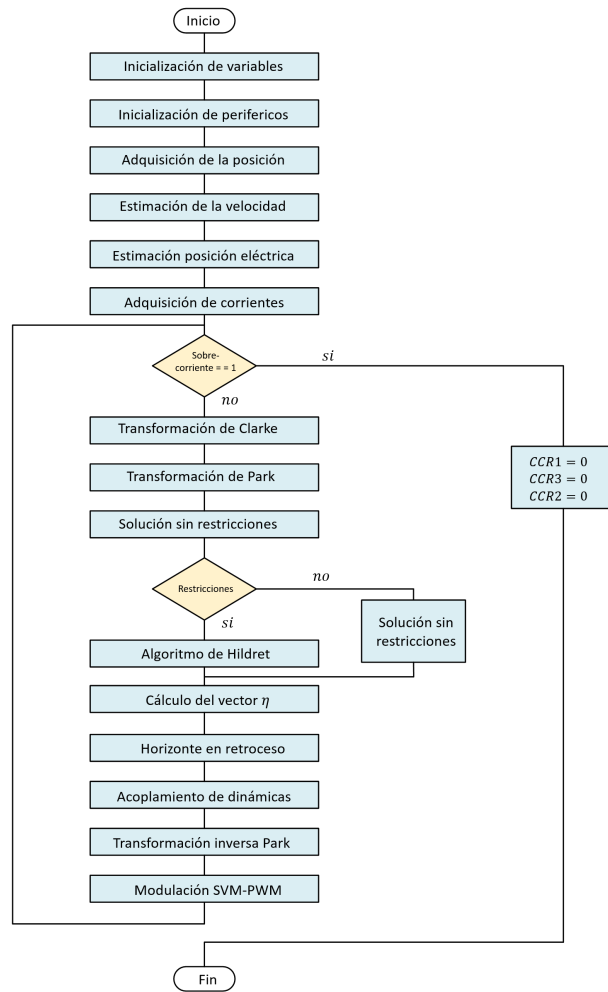 Inicio
Inicialización de variables
Inicialización de perifericos
Adquisición de la posición
Estimación de la velocidad
Estimación posición eléctrica
Adquisición de corrientes
Sobre-
corriente = = 1
si
no
Transformación de Clarke
CCR1 = 0
CCR3 = 0
CCR2 = 0
Transformación de Park
Solución sin restricciones
Restricciones
no
si
Solución sin
restricciones
Algoritmo de Hildret
Cálculo del vector η
Horizonte en retroceso
Acoplamiento de dinámicas
Transformación inversa Park
Modulación SVM-PWM
Fin